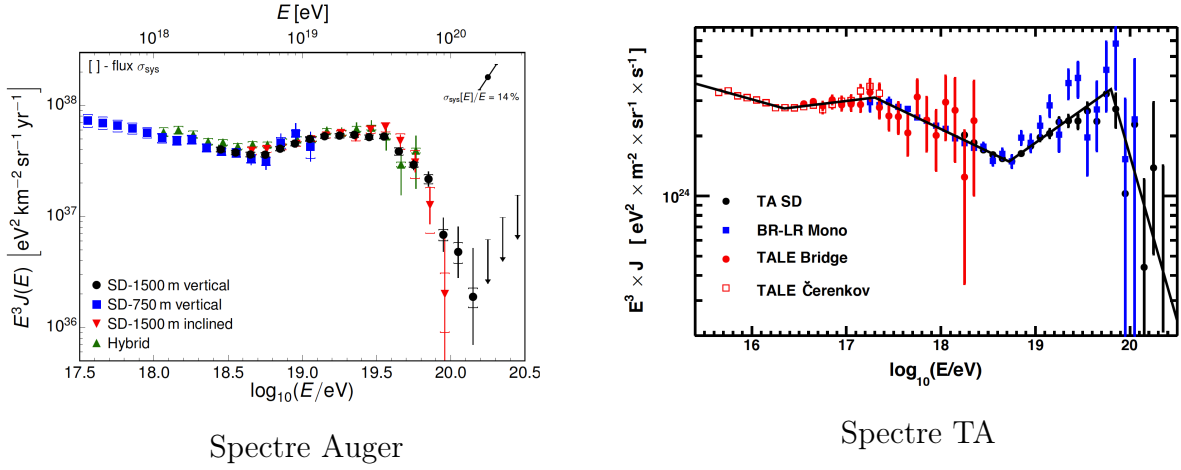 E [eV]
10^18 10^19 10^20
[ ] - flux σ_sys
σ_sys[E]/E = 14 %
10^38
10^37
10^36
E^3 J(E) [eV^2 km^−2 sr^−1 yr^−1]
SD-1500 m vertical
SD-750 m vertical
SD-1500 m inclined
Hybrid
17.5 18.0 18.5 19.0 19.5 20.0 20.5
log_10(E/eV)
Spectre Auger
E^3 × J [ eV^2 × m^-2 × sr^-1 × s^-1]
10^24
TA SD
BR-LR Mono
TALE Bridge
TALE Čerenkov
16 17 18 19 20
log_10(E/eV)
Spectre TA